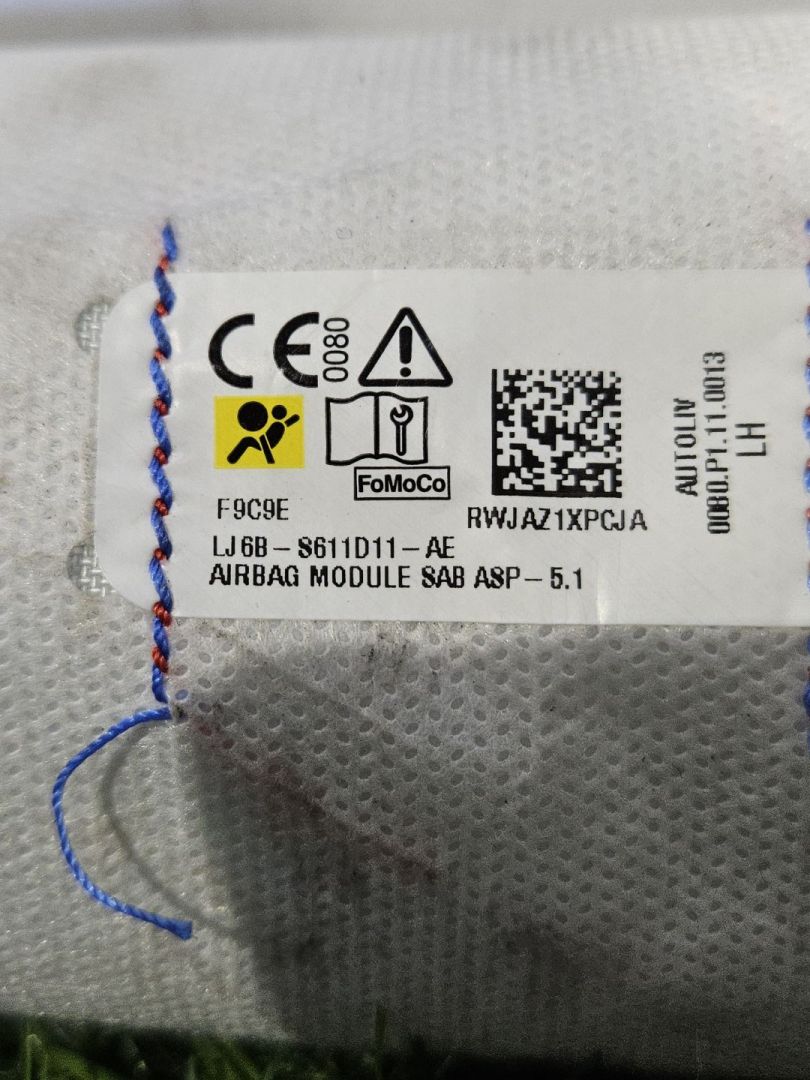 CE 0080
FoMoCo
F9C9E
RWJAZ1XPCJA
LJ6B-S611D11-AE
AIRBAG MODULE SAB ASP-5.1
AUTOLIV
0080.P1.11.0013
LH